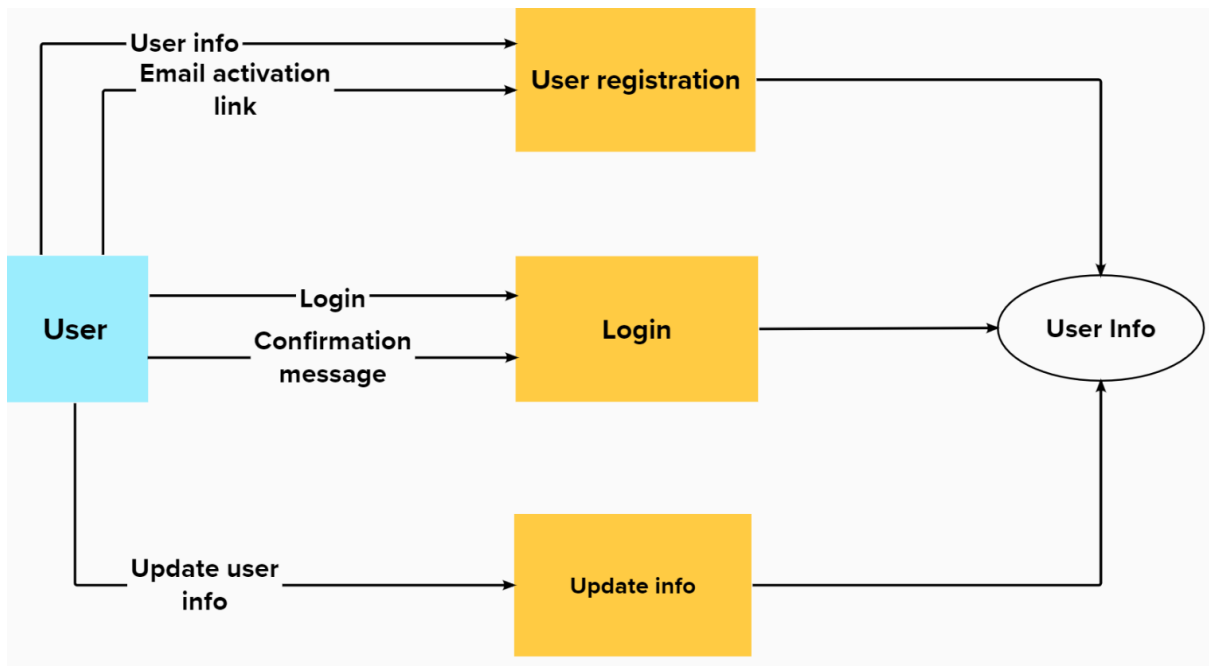 User info
Email activation
link
User registration
User
Login
Confirmation
message
Login
User Info
Update user
info
Update info